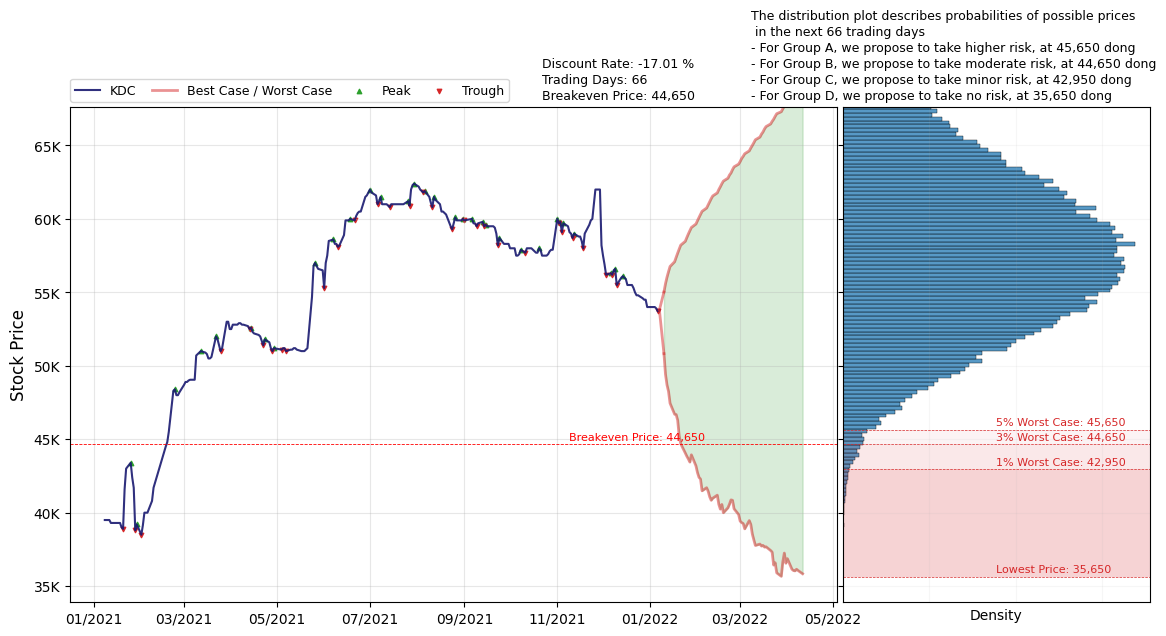 The distribution plot describes probabilities of possible prices
in the next 66 trading days
- For Group A, we propose to take higher risk, at 45,650 dong
- For Group B, we propose to take moderate risk, at 44,650 dong
- For Group C, we propose to take minor risk, at 42,950 dong
- For Group D, we propose to take no risk, at 35,650 dong
Discount Rate: -17.01 %
Trading Days: 66
Breakeven Price: 44,650
KDC Best Case / Worst Case Peak Trough
Stock Price
65K
60K
55K
50K
45K
40K
35K
Breakeven Price: 44,650
01/2021 03/2021 05/2021 07/2021 09/2021 11/2021 01/2022 03/2022 05/2022
5% Worst Case: 45,650
3% Worst Case: 44,650
1% Worst Case: 42,950
Lowest Price: 35,650
Density